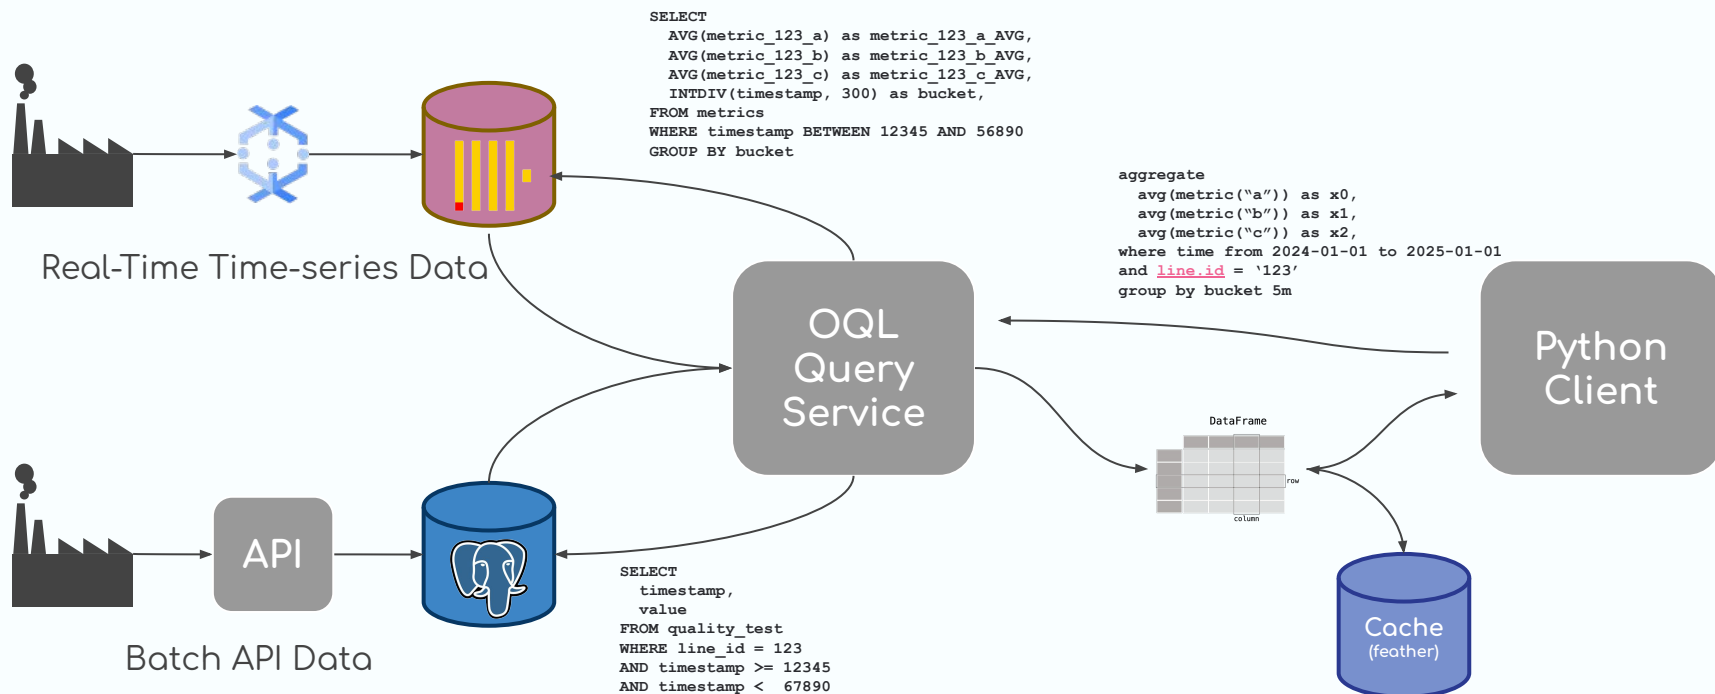 SELECT
AVG(metric_123_a) as metric_123_a_AVG,
AVG(metric_123_b) as metric_123_b_AVG,
AVG(metric_123_c) as metric_123_c_AVG,
INTDIV(timestamp, 300) as bucket,
FROM metrics
WHERE timestamp BETWEEN 12345 AND 56890
GROUP BY bucket
Real-Time Time-series Data
aggregate
avg(metric(“a”)) as x0,
avg(metric(“b”)) as x1,
avg(metric(“c”)) as x2,
where time from 2024-01-01 to 2025-01-01
and line.id = ‘123’
group by bucket 5m
OQL
Query
Service
Python
Client
DataFrame
row
column
API
Batch API Data
SELECT
timestamp,
value
FROM quality_test
WHERE line_id = 123
AND timestamp >= 12345
AND timestamp <  67890
Cache
(feather)